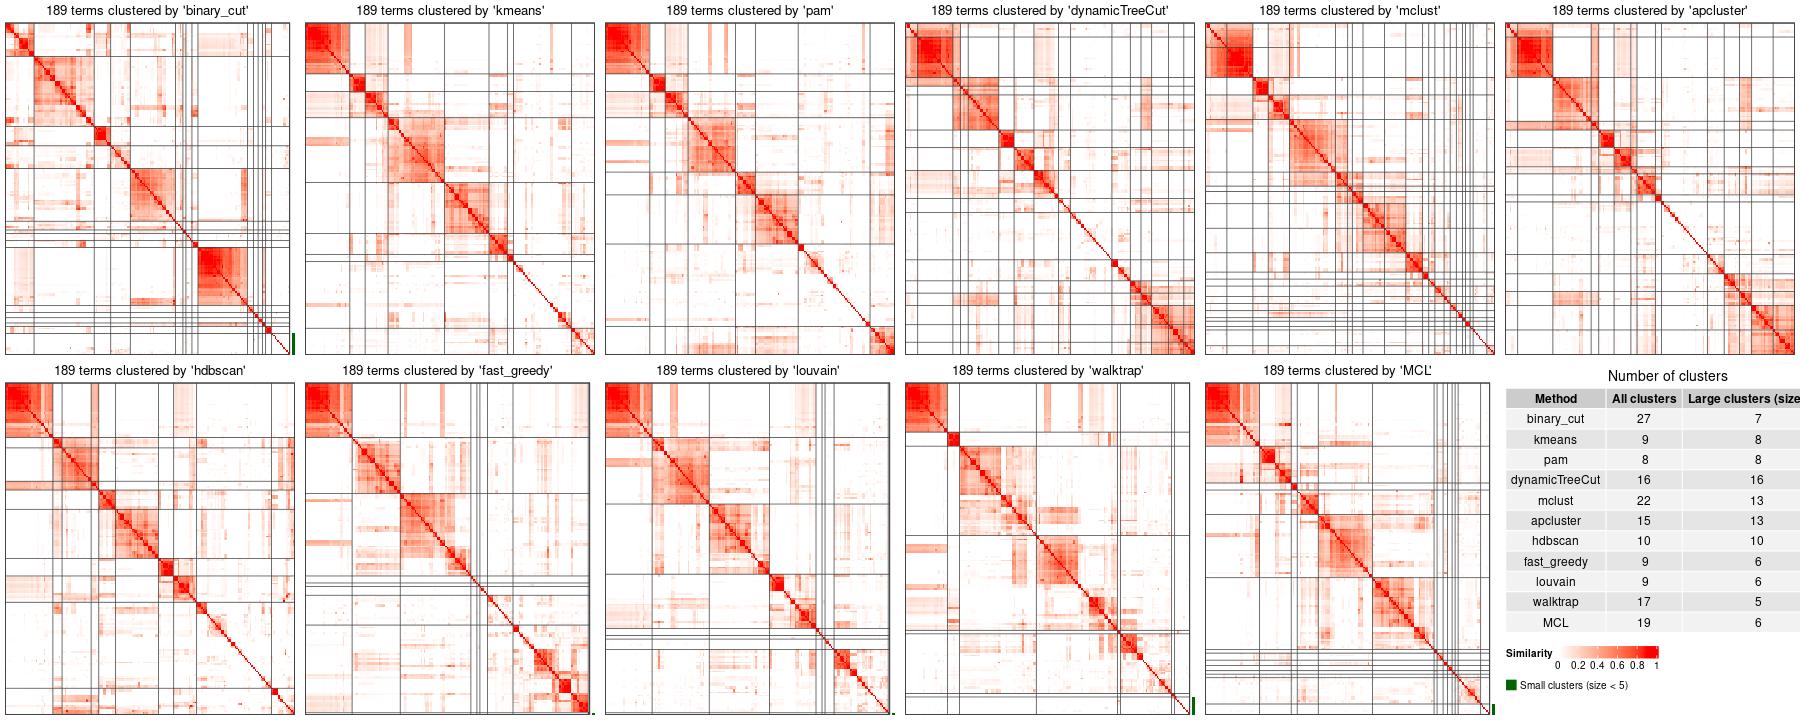 189 terms clustered by 'binary_cut'
189 terms clustered by 'kmeans'
189 terms clustered by 'pam'
189 terms clustered by 'dynamicTreeCut'
189 terms clustered by 'mclust'
189 terms clustered by 'apcluster'
189 terms clustered by 'hdbscan'
189 terms clustered by 'fast_greedy'
189 terms clustered by 'louvain'
189 terms clustered by 'walktrap'
189 terms clustered by 'MCL'
Number of clusters
Method All clusters Large clusters (size
binary_cut 27 7
kmeans 9 8
pam 8 8
dynamicTreeCut 16 16
mclust 22 13
apcluster 15 13
hdbscan 10 10
fast_greedy 9 6
louvain 9 6
walktrap 17 5
MCL 19 6
Similarity
0 0.2 0.4 0.6 0.8 1
Small clusters (size < 5)